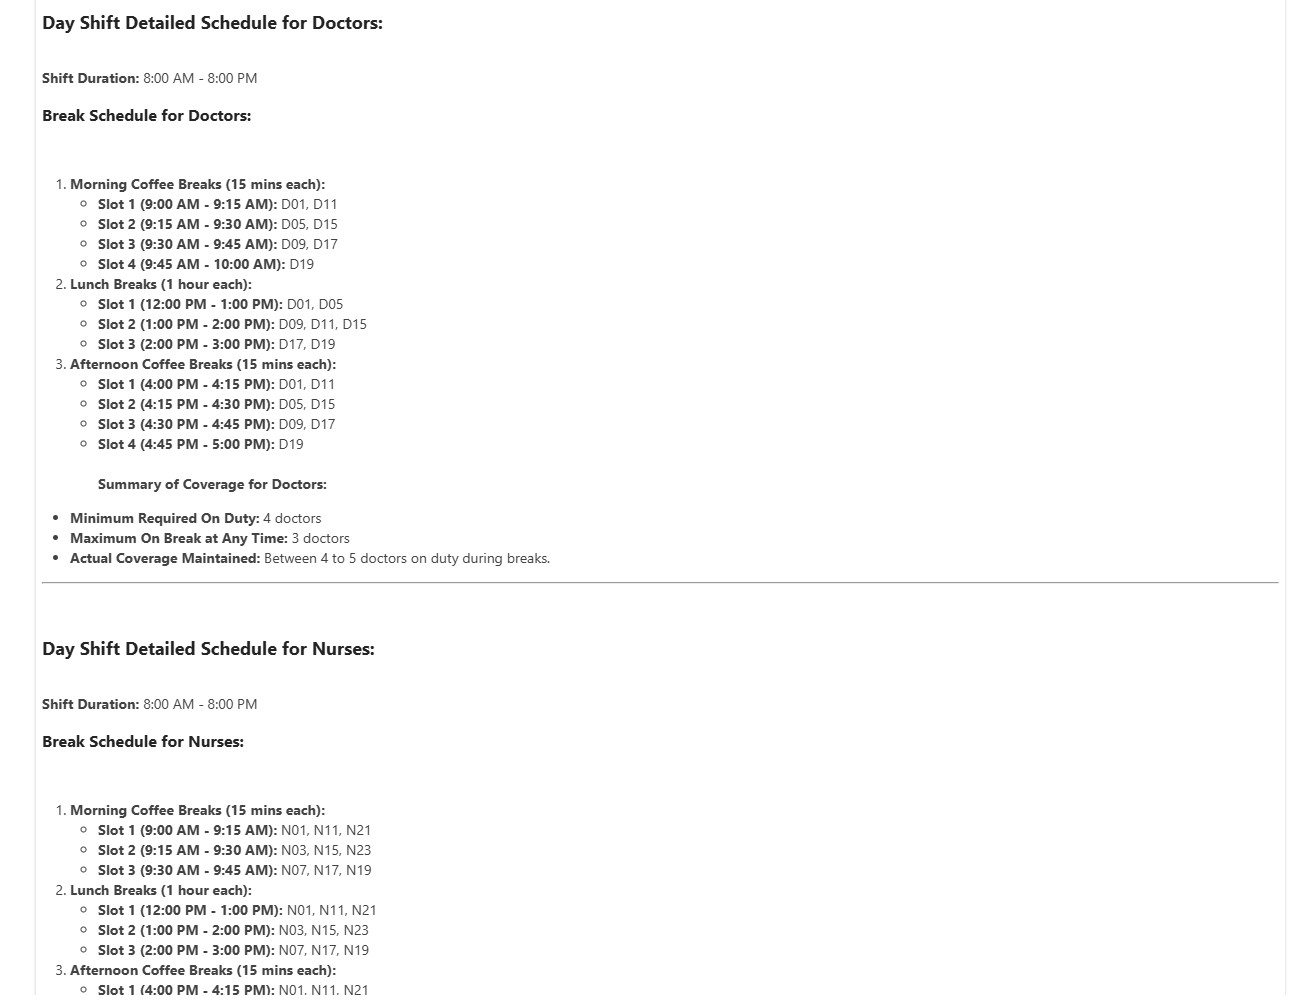 Day Shift Detailed Schedule for Doctors:
Shift Duration: 8:00 AM - 8:00 PM
Break Schedule for Doctors:
1. Morning Coffee Breaks (15 mins each):
Slot 1 (9:00 AM - 9:15 AM): D01, D11
Slot 2 (9:15 AM - 9:30 AM): D05, D15
Slot 3 (9:30 AM - 9:45 AM): D09, D17
Slot 4 (9:45 AM - 10:00 AM): D19
2. Lunch Breaks (1 hour each):
Slot 1 (12:00 PM - 1:00 PM): D01, D05
Slot 2 (1:00 PM - 2:00 PM): D09, D11, D15
Slot 3 (2:00 PM - 3:00 PM): D17, D19
3. Afternoon Coffee Breaks (15 mins each):
Slot 1 (4:00 PM - 4:15 PM): D01, D11
Slot 2 (4:15 PM - 4:30 PM): D05, D15
Slot 3 (4:30 PM - 4:45 PM): D09, D17
Slot 4 (4:45 PM - 5:00 PM): D19
Summary of Coverage for Doctors:
Minimum Required On Duty: 4 doctors
Maximum On Break at Any Time: 3 doctors
Actual Coverage Maintained: Between 4 to 5 doctors on duty during breaks.
Day Shift Detailed Schedule for Nurses:
Shift Duration: 8:00 AM - 8:00 PM
Break Schedule for Nurses:
1. Morning Coffee Breaks (15 mins each):
Slot 1 (9:00 AM - 9:15 AM): N01, N11, N21
Slot 2 (9:15 AM - 9:30 AM): N03, N15, N23
Slot 3 (9:30 AM - 9:45 AM): N07, N17, N19
2. Lunch Breaks (1 hour each):
Slot 1 (12:00 PM - 1:00 PM): N01, N11, N21
Slot 2 (1:00 PM - 2:00 PM): N03, N15, N23
Slot 3 (2:00 PM - 3:00 PM): N07, N17, N19
3. Afternoon Coffee Breaks (15 mins each):
Slot 1 (4:00 PM - 4:15 PM): N01, N11, N21